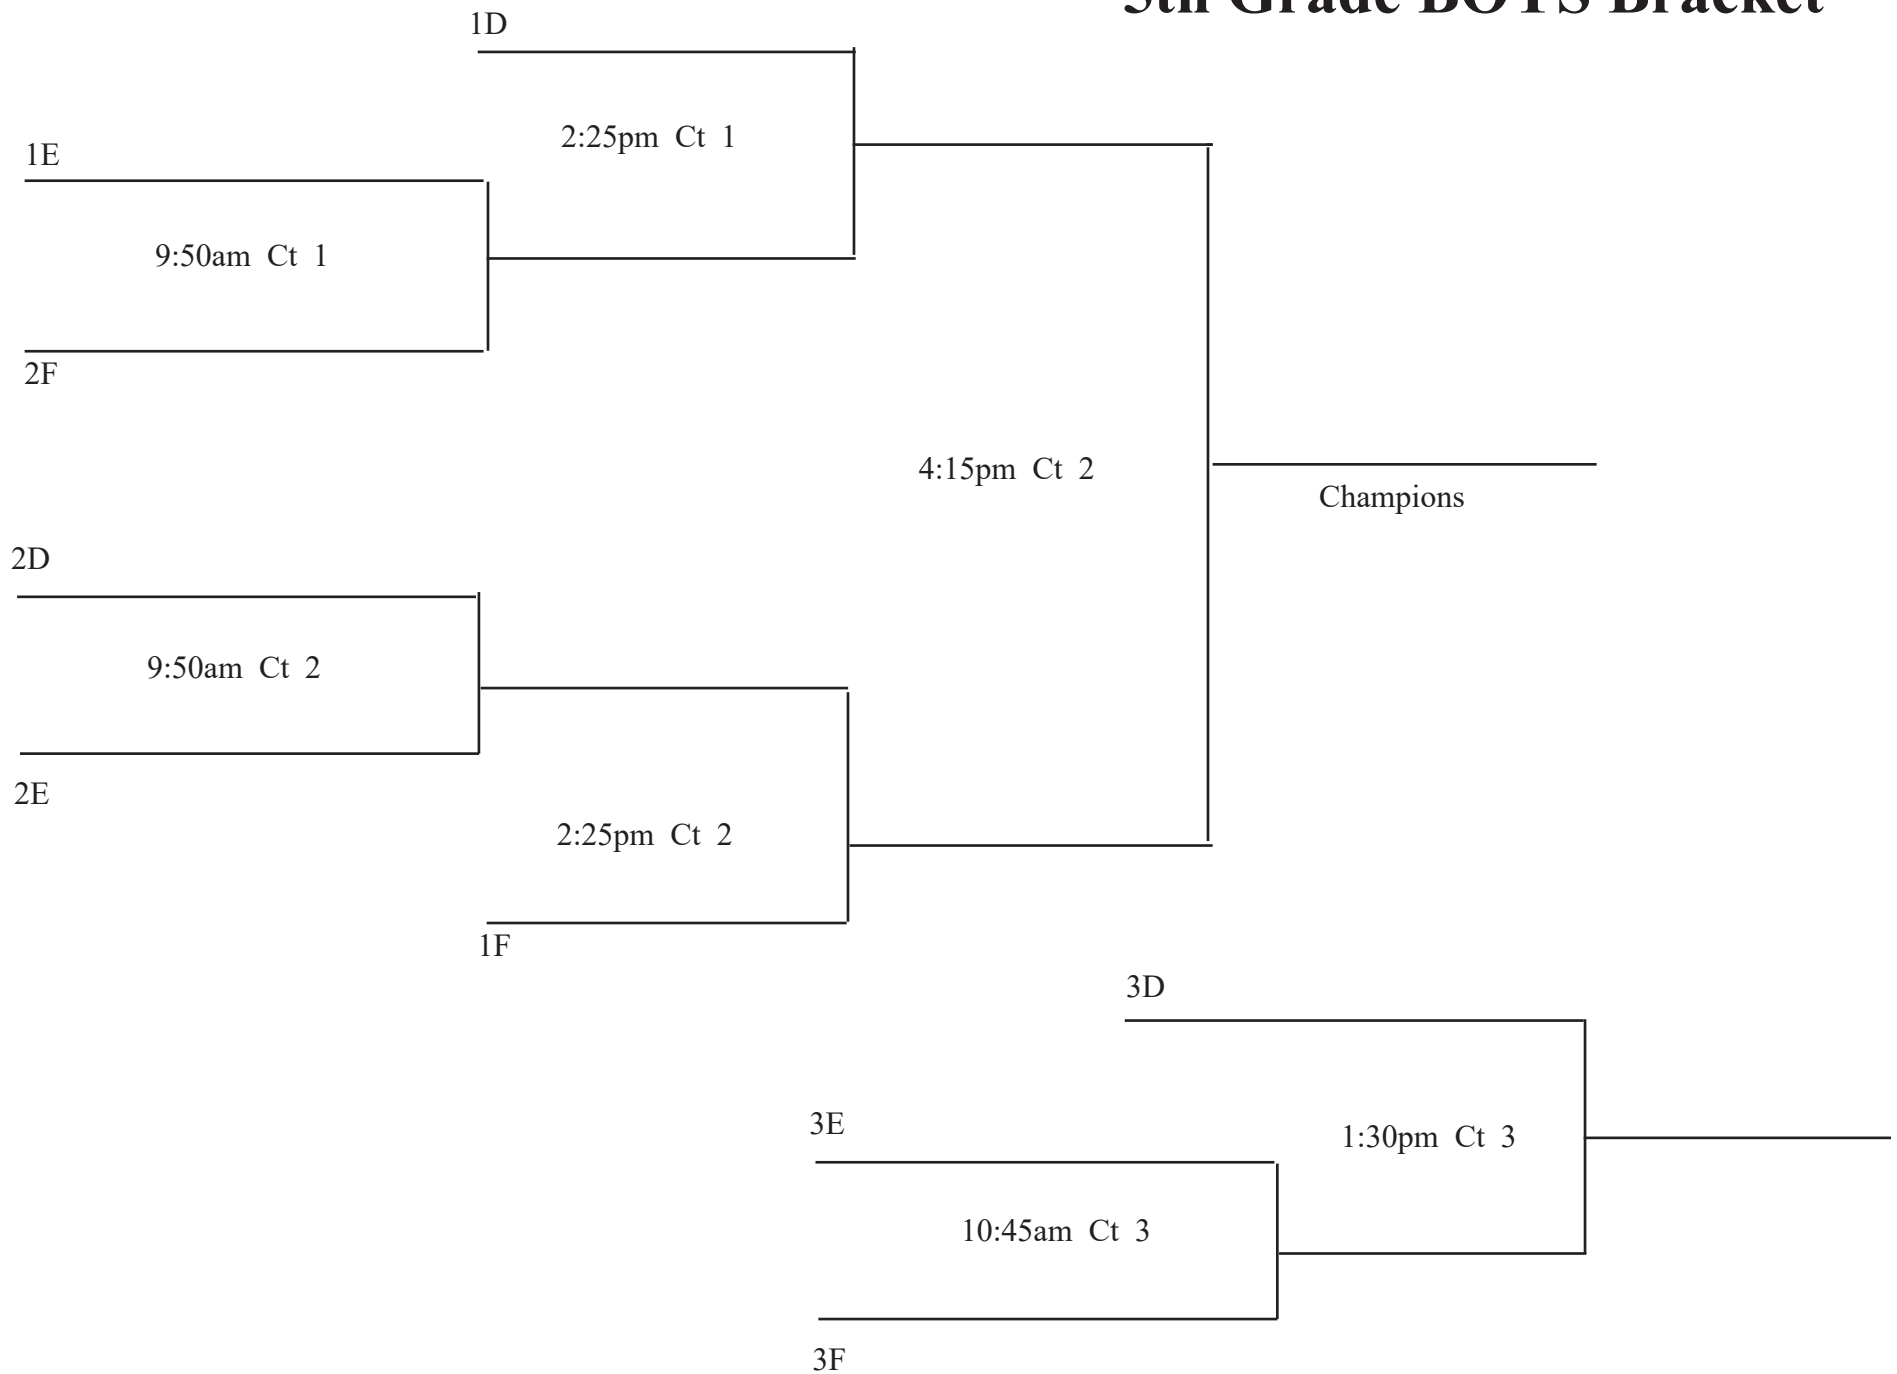 5th Grade BOYS Bracket
1D
2:25pm Ct 1
1E
9:50am Ct 1
2F
4:15pm Ct 2
Champions
2D
9:50am Ct 2
2E
2:25pm Ct 2
1F
3D
3E
1:30pm Ct 3
10:45am Ct 3
3F